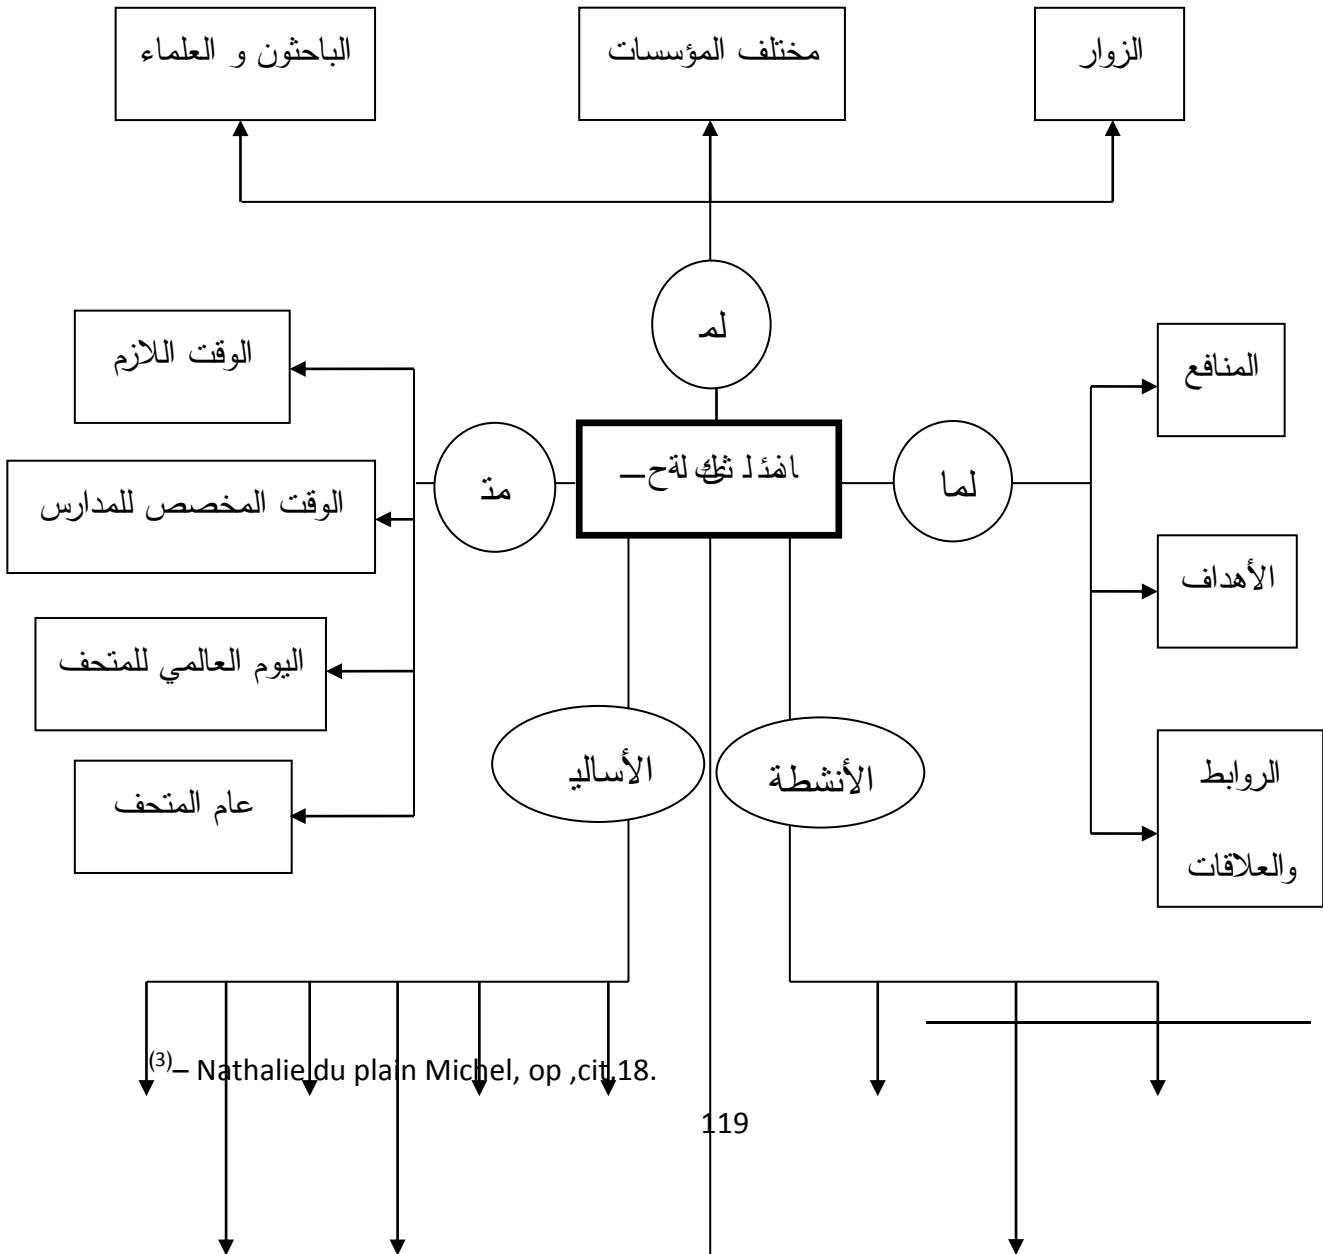 الزوار
مختلف المؤسسات
الباحثون و العلماء
لمـ
المنافع
الوقت اللازم
لما
متـ
الوقت المخصص للمدارس
الأهداف
اليوم العالمي للمتحف
الروابط
والعلاقات
الأنشطة
الأساليـ
عام المتحف
(3)– Nathalie du plain Michel, op ,cit,18.
119